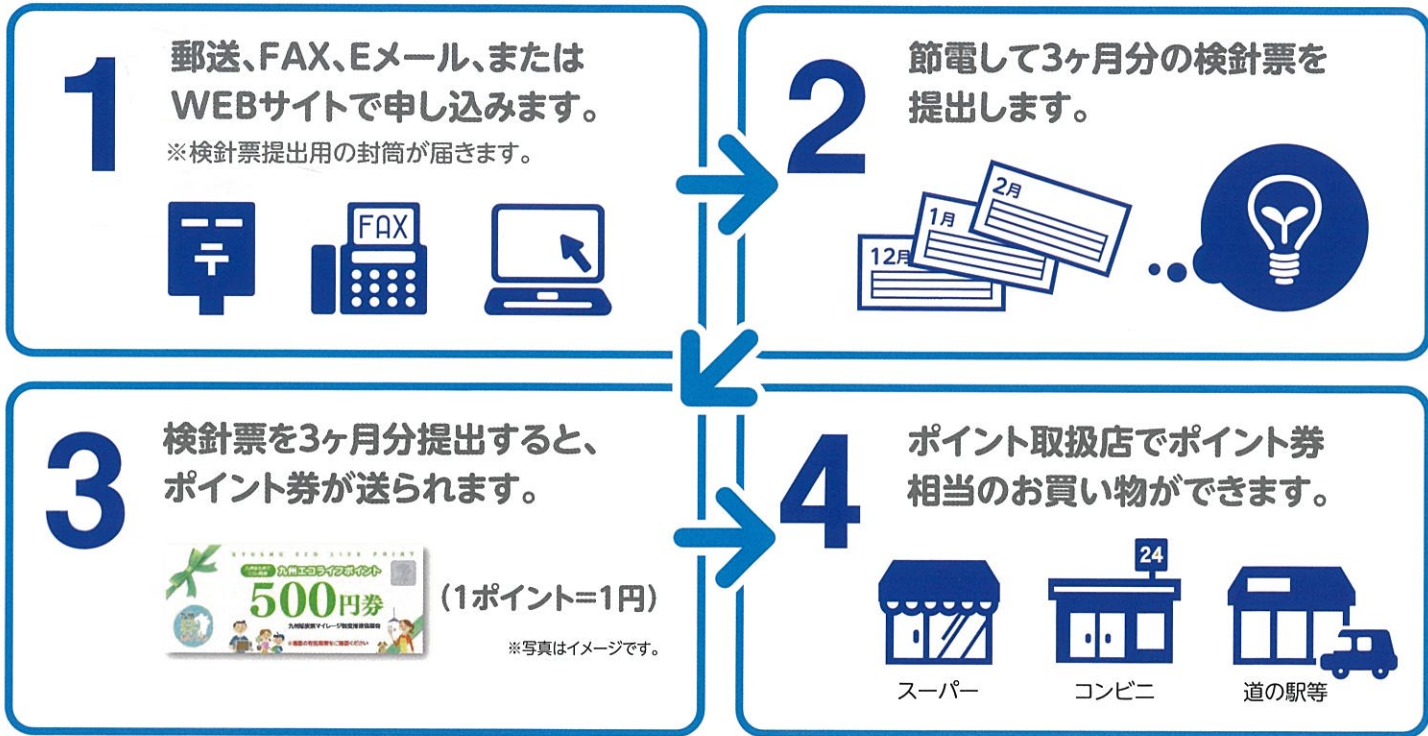 1
郵送、FAX、Eメール、または
WEBサイトで申し込みます。
※検針票提出用の封筒が届きます。
〒
FAX
2
節電して3ヶ月分の検針票を
提出します。
12月
1月
2月
3
検針票を3ヶ月分提出すると、
ポイント券が送られます。
KYUSHU ECO LIFE POINT
九州エコライフポイント
500円券
(1ポイント=1円)
※写真はイメージです。
4
ポイント取扱店でポイント券
相当のお買い物ができます。
24
スーパー
コンビニ
道の駅等